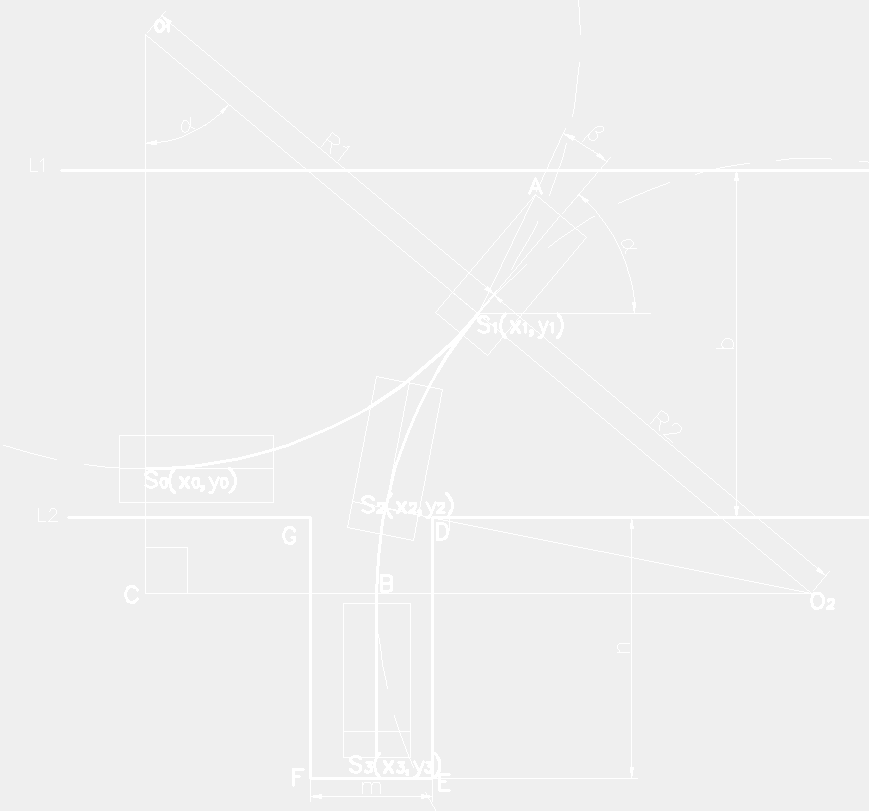 O1
α
R1
β
L1
A
α
S1(x1,y1)
b
R2
S0(x0,y0)
S2(x2,y2)
L2
G
D
C
B
O2
n
S3(x3,y3)
F
E
m